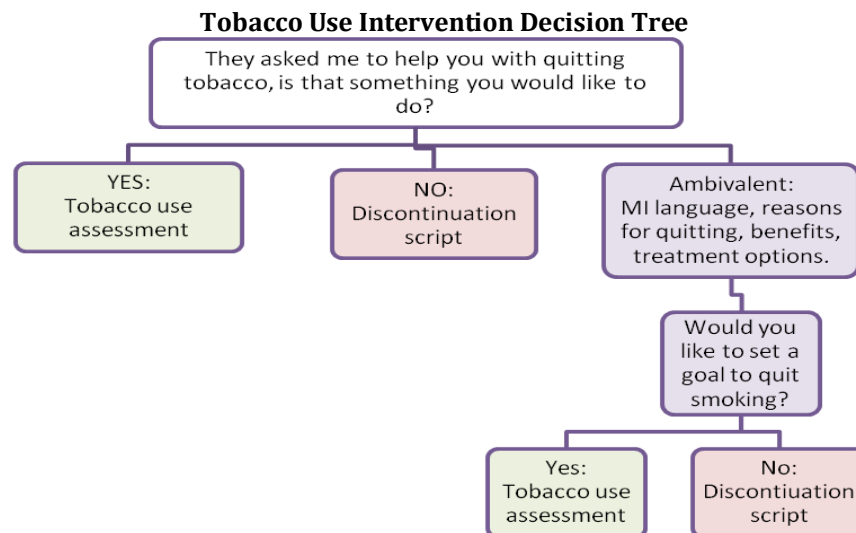 Tobacco Use Intervention Decision Tree
They asked me to help you with quitting
tobacco, is that something you would like to
do?
YES:
Tobacco use
assessment
NO:
Discontinuation
script
Ambivalent:
MI language, reasons
for quitting, benefits,
treatment options.
Would you
like to set a
goal to quit
smoking?
Yes:
Tobacco use
assessment
No:
Discontiuation
script